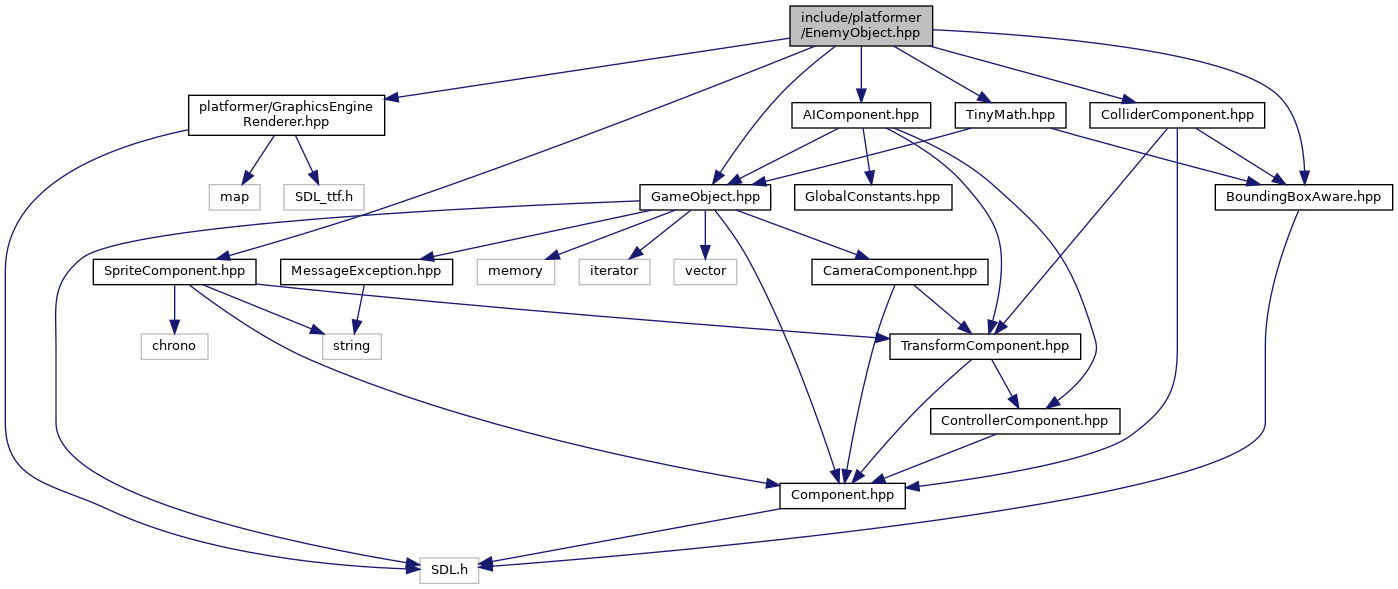 include/platformer
/EnemyObject.hpp
platformer/GraphicsEngine
Renderer.hpp
AIComponent.hpp
TinyMath.hpp
ColliderComponent.hpp
map
SDL_ttf.h
GameObject.hpp
GlobalConstants.hpp
BoundingBoxAware.hpp
SpriteComponent.hpp
MessageException.hpp
memory
iterator
vector
CameraComponent.hpp
chrono
string
TransformComponent.hpp
ControllerComponent.hpp
Component.hpp
SDL.h